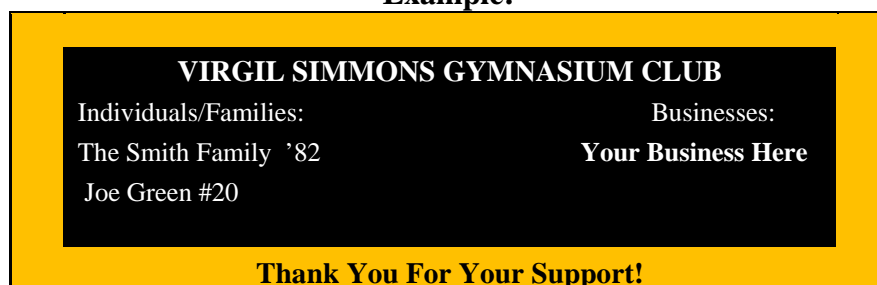 Example:
VIRGIL SIMMONS GYMNASIUM CLUB
Individuals/Families: Businesses:
The Smith Family ’82 Your Business Here
Joe Green #20
Thank You For Your Support!